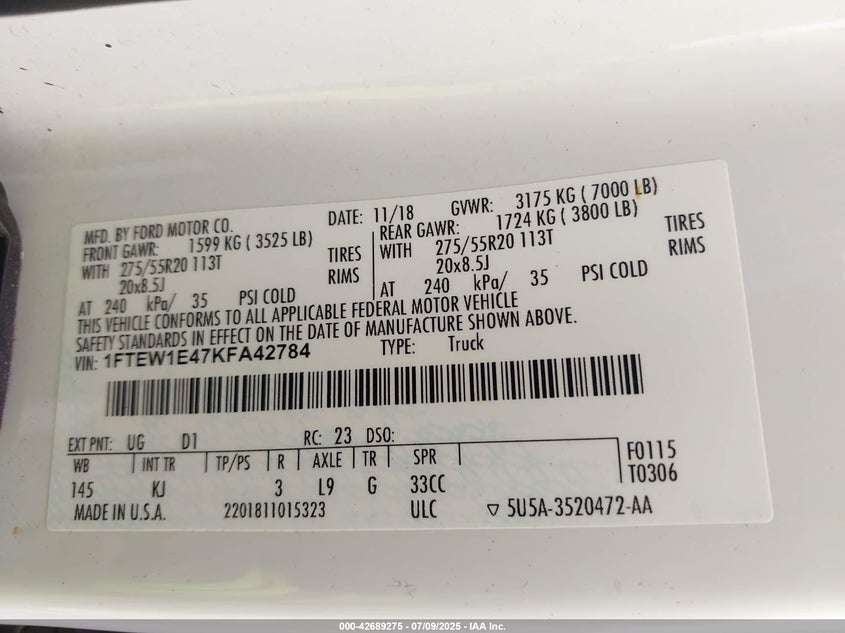 MFD. BY FORD MOTOR CO.
DATE: 11/18 GVWR: 3175 KG ( 7000 LB)
FRONT GAWR: 1599 KG ( 3525 LB)
WITH 275/55R20 113T TIRES
20x8.5J RIMS
AT 240 kPa/ 35 PSI COLD
REAR GAWR: 1724 KG ( 3800 LB)
WITH 275/55R20 113T TIRES
20x8.5J RIMS
AT 240 kPa/ 35 PSI COLD
THIS VEHICLE CONFORMS TO ALL APPLICABLE FEDERAL MOTOR VEHICLE
SAFETY STANDARDS IN EFFECT ON THE DATE OF MANUFACTURE SHOWN ABOVE.
VIN: 1FTEW1E47KFA42784 TYPE: Truck
EXT PNT: UG D1 RC: 23 DSO:
WB INT TR TP/PS R AXLE TR SPR F0115
145 KJ 3 L9 G 33CC T0306
MADE IN U.S.A. 2201811015323 ULC ▽ 5U5A-3520472-AA
000-42689275 - 07/09/2025 - IAA Inc.